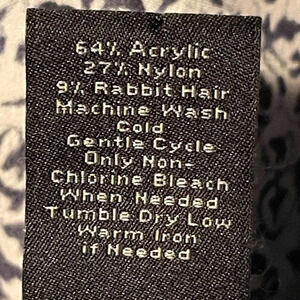 64% Acrylic
27% Nylon
9% Rabbit Hair
Machine Wash
Cold
Gentle Cycle
Only Non-
Chlorine Bleach
When Needed
Tumble Dry Low
Warm Iron
if Needed